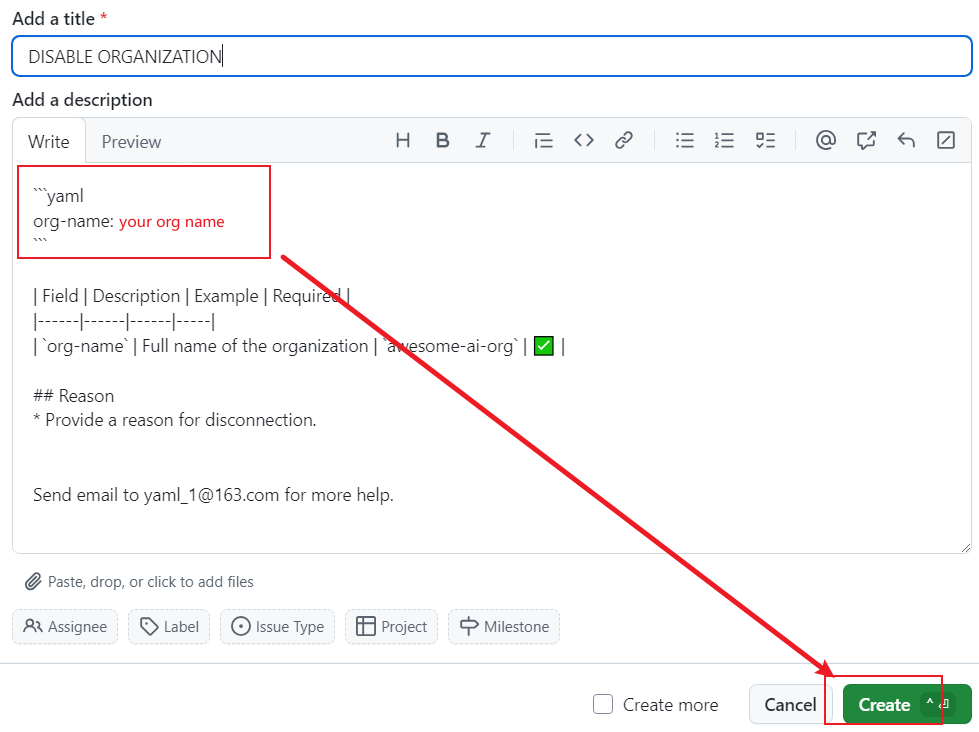 Add a title *
DISABLE ORGANIZATION
Add a description
Write Preview
```yaml
org-name: your org name
```
| Field | Description | Example | Required |
|------|------|------|-----|
| `org-name` | Full name of the organization | `awesome-ai-org` | ✅ |
## Reason
* Provide a reason for disconnection.
Send email to yaml_1@163.com for more help.
Paste, drop, or click to add files
Assignee Label Issue Type Project Milestone
Create more Cancel Create